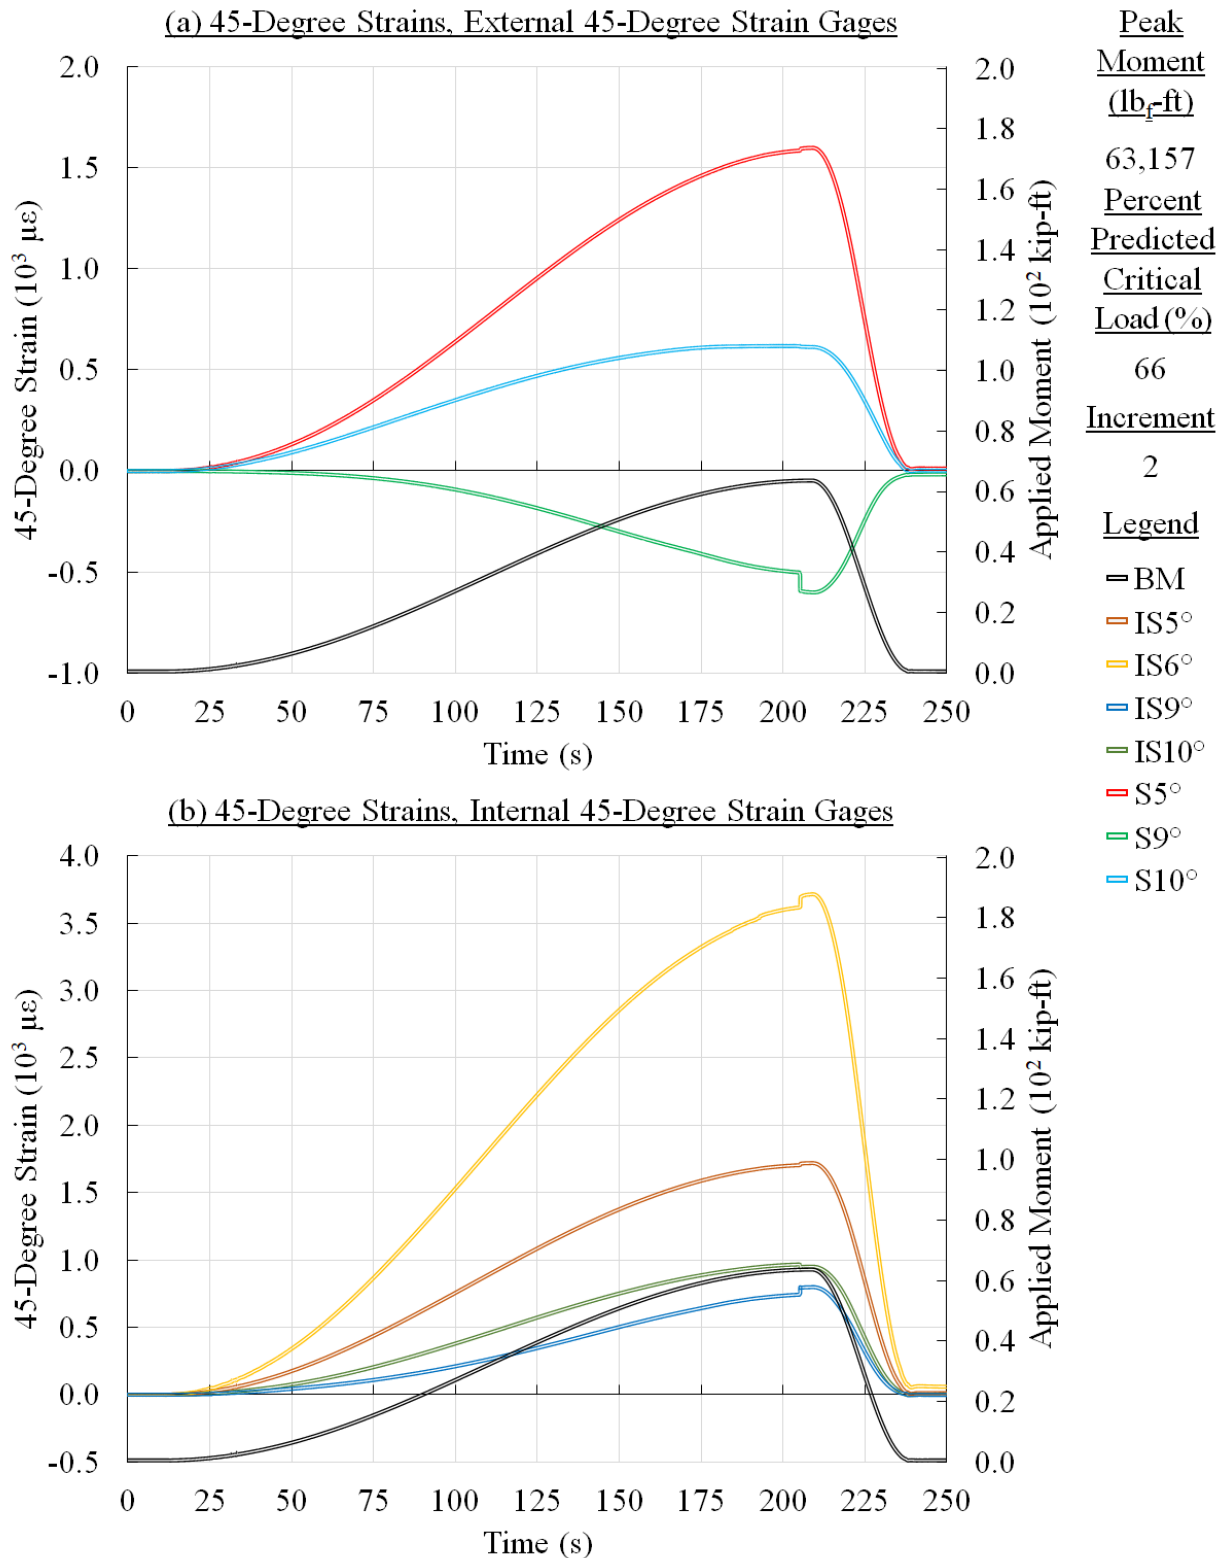 (a) 45-Degree Strains, External 45-Degree Strain Gages
2.0
1.5
1.0
0.5
0.0
-0.5
-1.0
45-Degree Strain (10³ µε)
2.0
1.8
1.6
1.4
1.2
1.0
0.8
0.6
0.4
0.2
0.0
Applied Moment (10² kip-ft)
0 25 50 75 100 125 150 175 200 225 250
Time (s)
Peak
Moment
(lbf-ft)
63,157
Percent
Predicted
Critical
Load (%)
66
Increment
2
Legend
BM
IS5°
IS6°
IS9°
IS10°
S5°
S9°
S10°
(b) 45-Degree Strains, Internal 45-Degree Strain Gages
4.0
3.5
3.0
2.5
2.0
1.5
1.0
0.5
0.0
-0.5
45-Degree Strain (10³ µε)
2.0
1.8
1.6
1.4
1.2
1.0
0.8
0.6
0.4
0.2
0.0
Applied Moment (10² kip-ft)
0 25 50 75 100 125 150 175 200 225 250
Time (s)